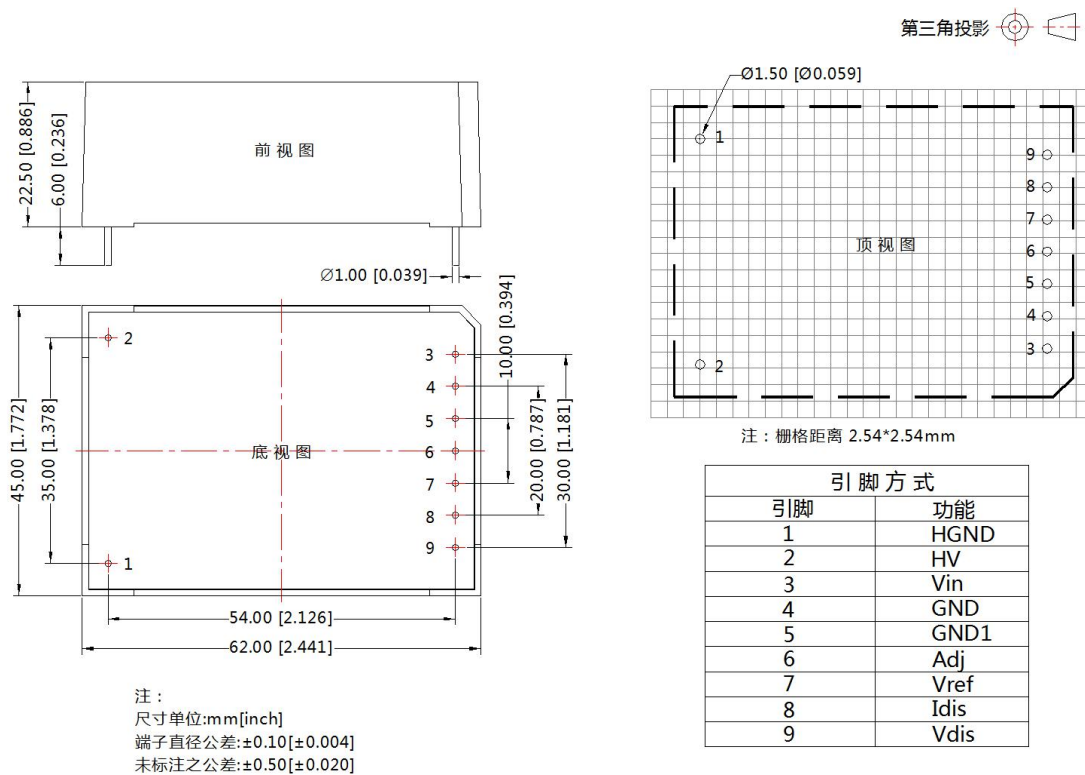 第三角投影
Ø1.50 [Ø0.059]
22.50 [0.886]
6.00 [0.236]
前视图
Ø1.00 [0.039]
1
9
8
7
顶视图
6
5
4
3
2
注：栅格距离 2.54*2.54mm
45.00 [1.772]
35.00 [1.378]
2
3
4
5
底视图
6
7
8
9
1
10.00 [0.394]
20.00 [0.787]
30.00 [1.181]
54.00 [2.126]
62.00 [2.441]
引脚方式
引脚 功能
1 HGND
2 HV
3 Vin
4 GND
5 GND1
6 Adj
7 Vref
8 Idis
9 Vdis
注：
尺寸单位:mm[inch]
端子直径公差:±0.10[±0.004]
未标注之公差:±0.50[±0.020]